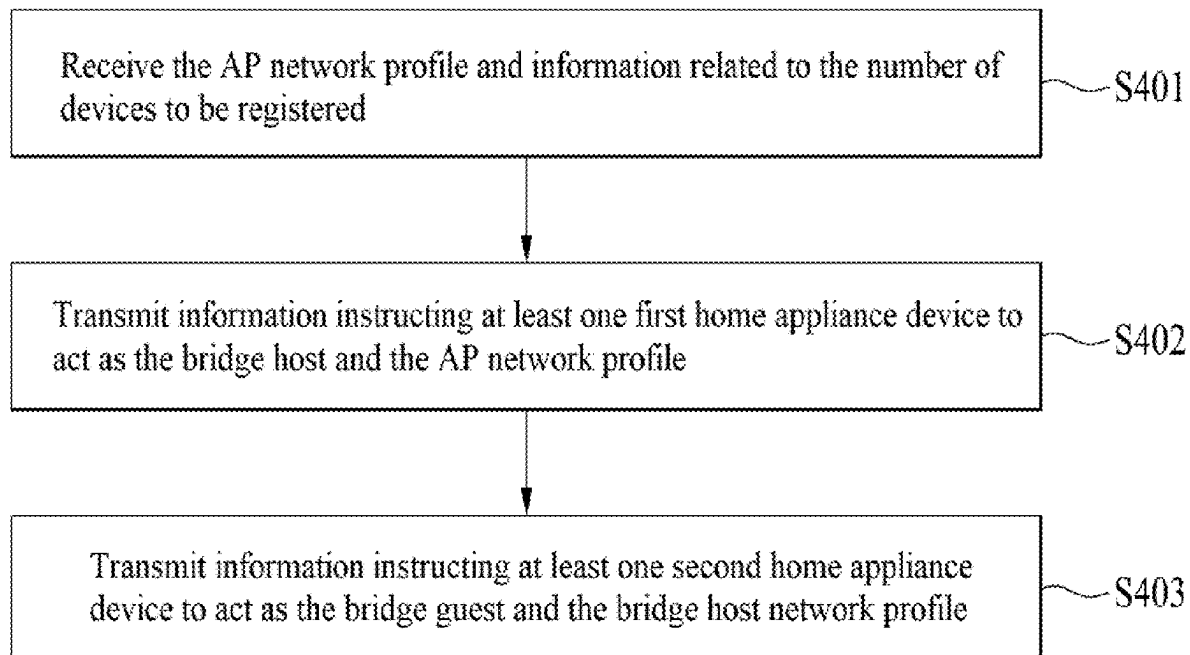 Receive the AP network profile and information related to the number of
devices to be registered
S401
Transmit information instructing at least one first home appliance device to
act as the bridge host and the AP network profile
S402
Transmit information instructing at least one second home appliance
device to act as the bridge guest and the bridge host network profile
S403